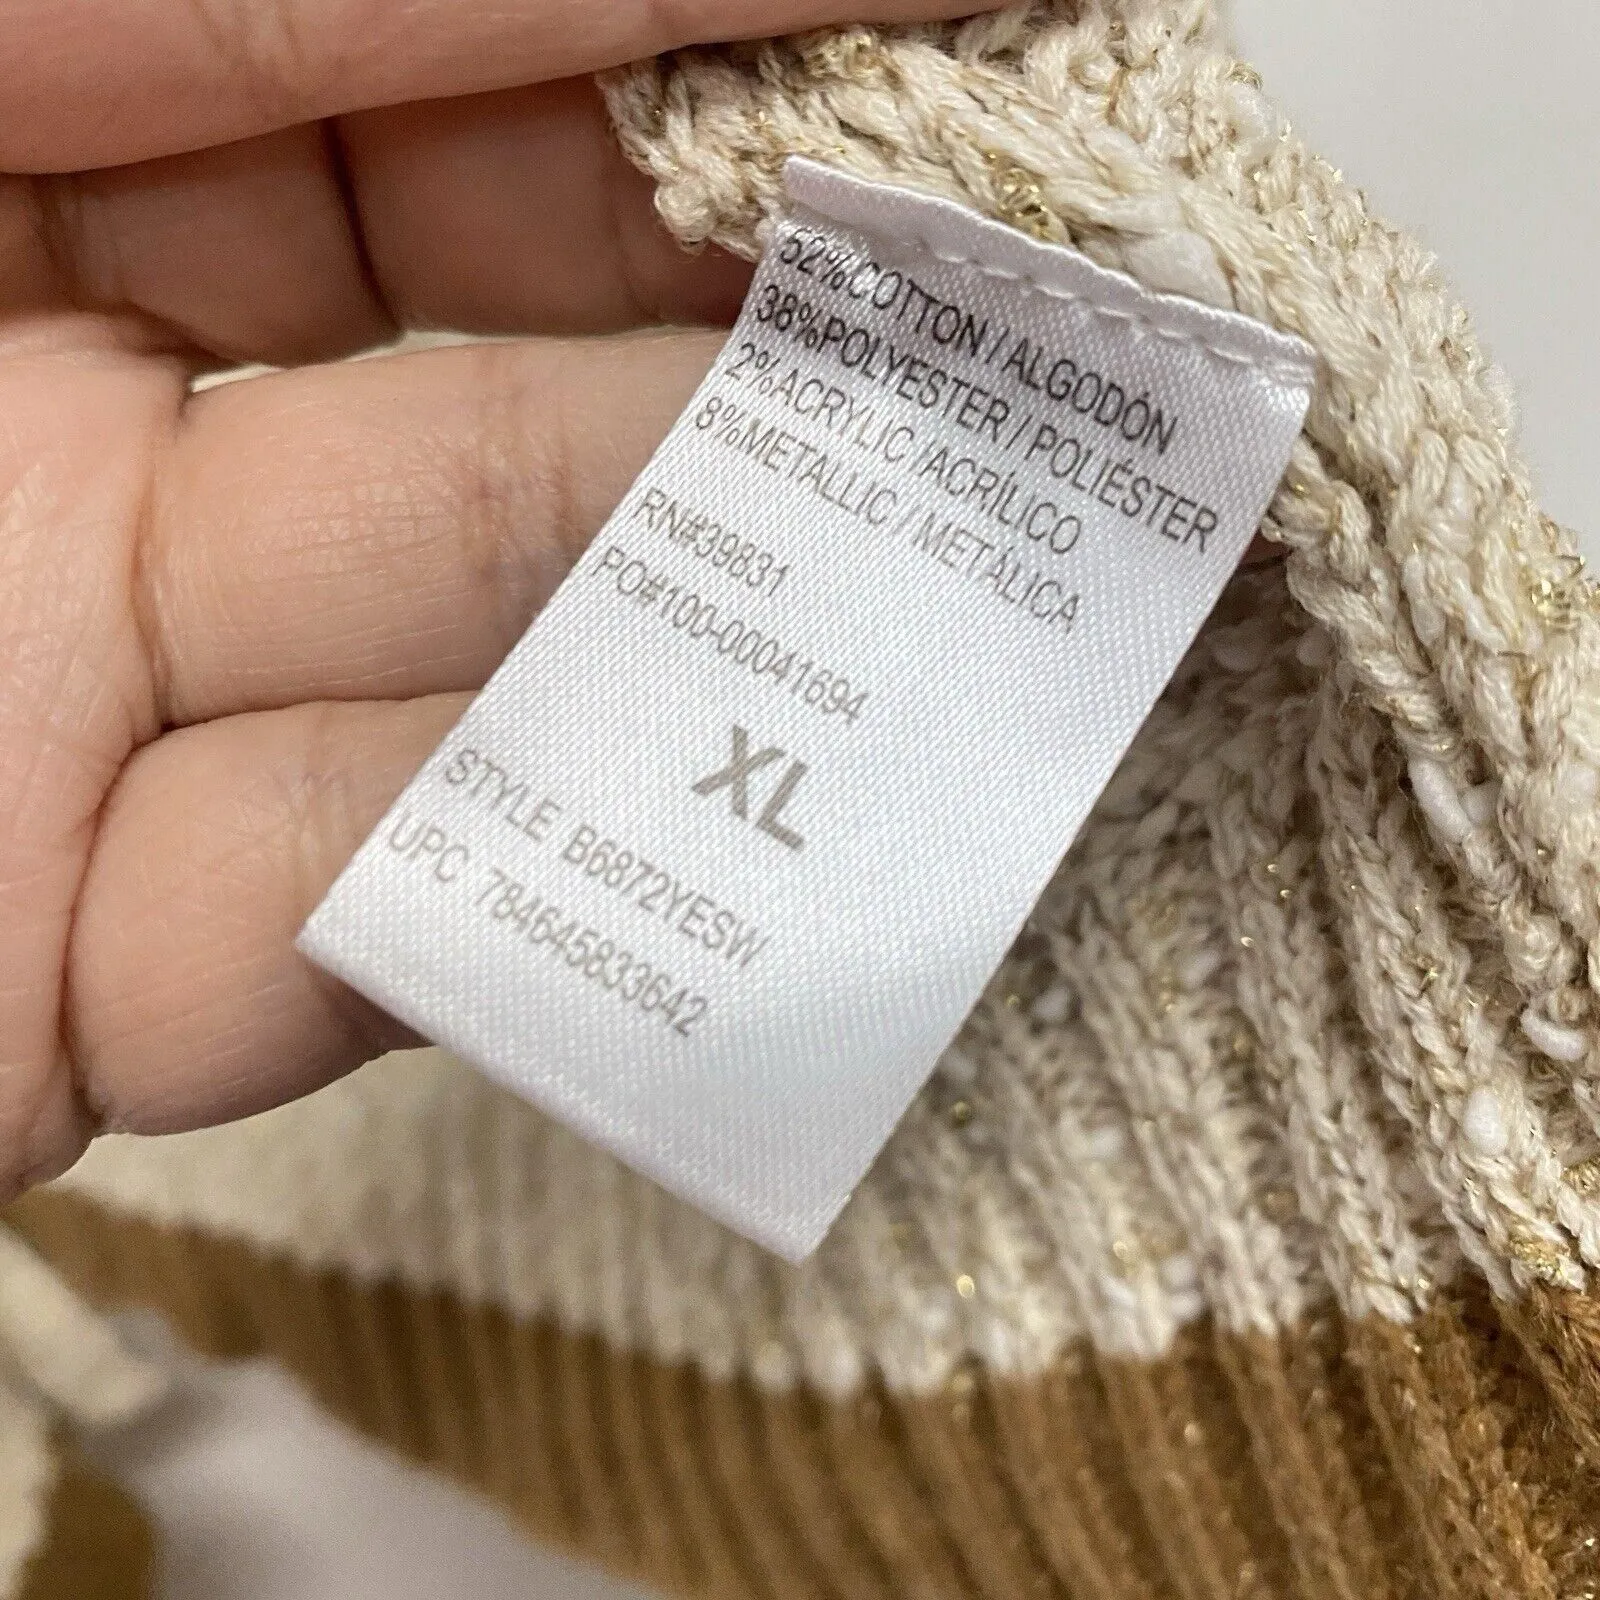 52%COTTON / ALGODÓN
38%POLYESTER / POLIÉSTER
2%ACRYLIC /ACRÍLICO
8%METALLIC / METÁLICA
RN#39831
PO#100-00041694
XL
STYLE B6872YESW
UPC 784645833642